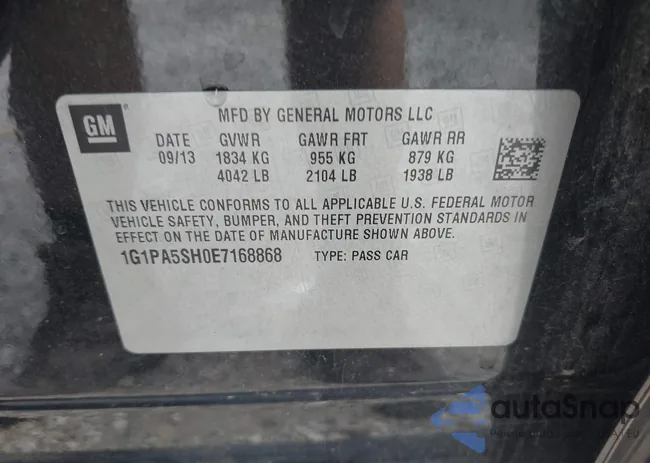 GM
MFD BY GENERAL MOTORS LLC
DATE GVWR GAWR FRT GAWR RR
09/13 1834 KG 955 KG 879 KG
4042 LB 2104 LB 1938 LB
THIS VEHICLE CONFORMS TO ALL APPLICABLE U.S. FEDERAL MOTOR
VEHICLE SAFETY, BUMPER, AND THEFT PREVENTION STANDARDS IN
EFFECT ON THE DATE OF MANUFACTURE SHOWN ABOVE.
1G1PA5SH0E7168868 TYPE: PASS CAR
autaSnap